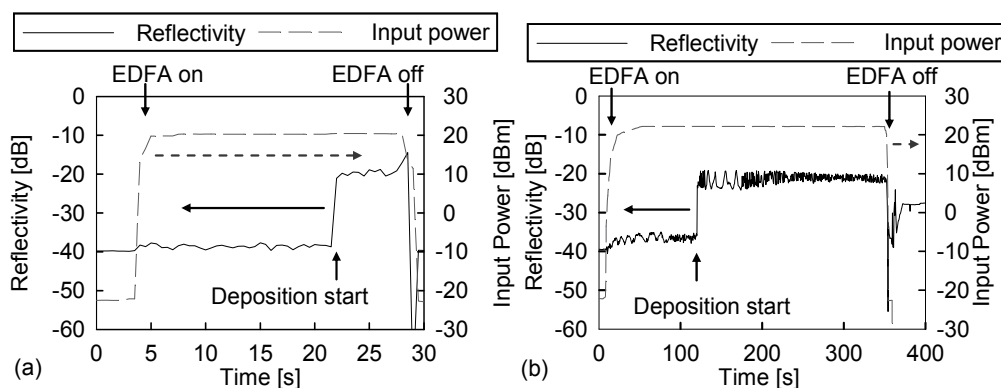 Reflectivity
Input power
EDFA on
EDFA off
0
-10
-20
-30
-40
-50
-60
Reflectivity [dB]
30
20
10
0
-10
-20
-30
Input Power [dBm]
Deposition start
0 5 10 15 20 25 30
Time [s]
(a)
Reflectivity
Input power
EDFA on
EDFA off
0
-10
-20
-30
-40
-50
-60
Reflectivity [dB]
30
20
10
0
-10
-20
-30
Input Power [dBm]
Deposition start
0 100 200 300 400
Time [s]
(b)